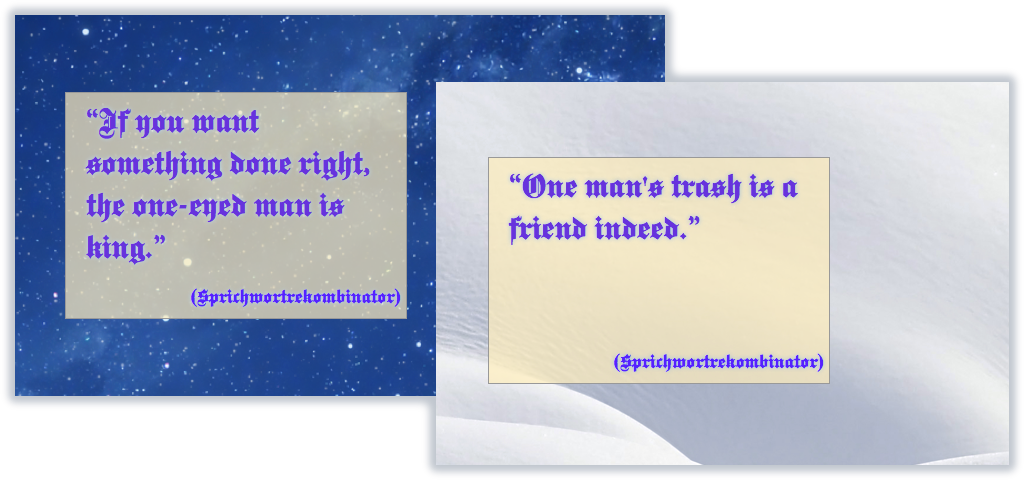 “If you want
something done right,
the one-eyed man is
king.”
(Sprichwortrekombinator)
“One man's trash is a
friend indeed.”
(Sprichwortrekombinator)